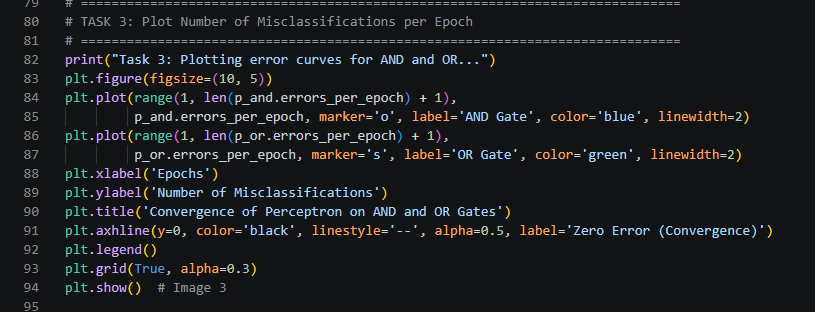 79 # ===============================================================================
80 # TASK 3: Plot Number of Misclassifications per Epoch
81 # ===============================================================================
82 print("Task 3: Plotting error curves for AND and OR...")
83 plt.figure(figsize=(10, 5))
84 plt.plot(range(1, len(p_and.errors_per_epoch) + 1),
85          p_and.errors_per_epoch, marker='o', label='AND Gate', color='blue', linewidth=2)
86 plt.plot(range(1, len(p_or.errors_per_epoch) + 1),
87          p_or.errors_per_epoch, marker='s', label='OR Gate', color='green', linewidth=2)
88 plt.xlabel('Epochs')
89 plt.ylabel('Number of Misclassifications')
90 plt.title('Convergence of Perceptron on AND and OR Gates')
91 plt.axhline(y=0, color='black', linestyle='--', alpha=0.5, label='Zero Error (Convergence)')
92 plt.legend()
93 plt.grid(True, alpha=0.3)
94 plt.show()  # Image 3
95